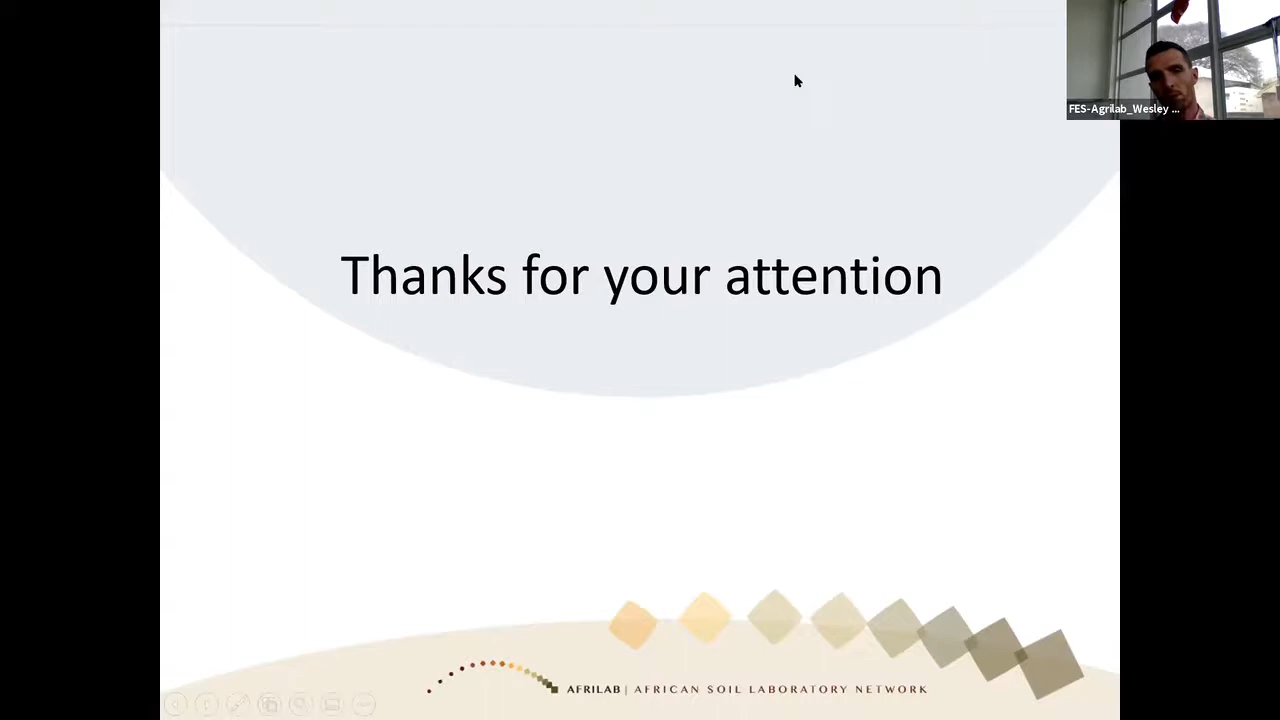 FES-Agrilab_Wesley ...
Thanks for your attention
AFRILAB | AFRICAN SOIL LABORATORY NETWORK